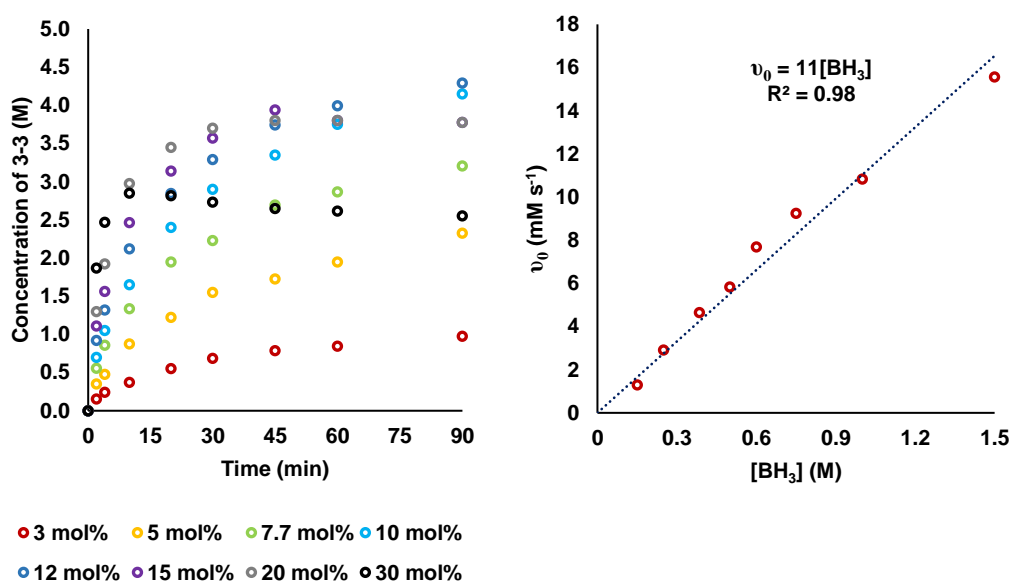 5.0
4.5
4.0
3.5
3.0
2.5
2.0
1.5
1.0
0.5
0.0
Concentration of 3-3 (M)
0 15 30 45 60 75 90
Time (min)
3 mol% 5 mol% 7.7 mol% 10 mol%
12 mol% 15 mol% 20 mol% 30 mol%
18
16
14
12
10
8
6
4
2
0
υ₀ (mM s⁻¹)
υ₀ = 11[BH₃]
R² = 0.98
0 0.3 0.6 0.9 1.2 1.5
[BH₃] (M)